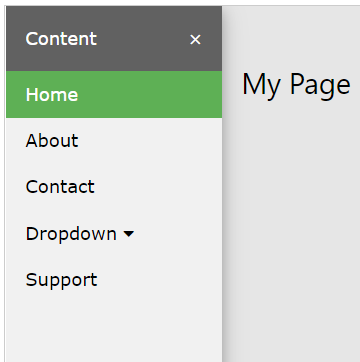 Content ×
Home
My Page
About
Contact
Dropdown
Support